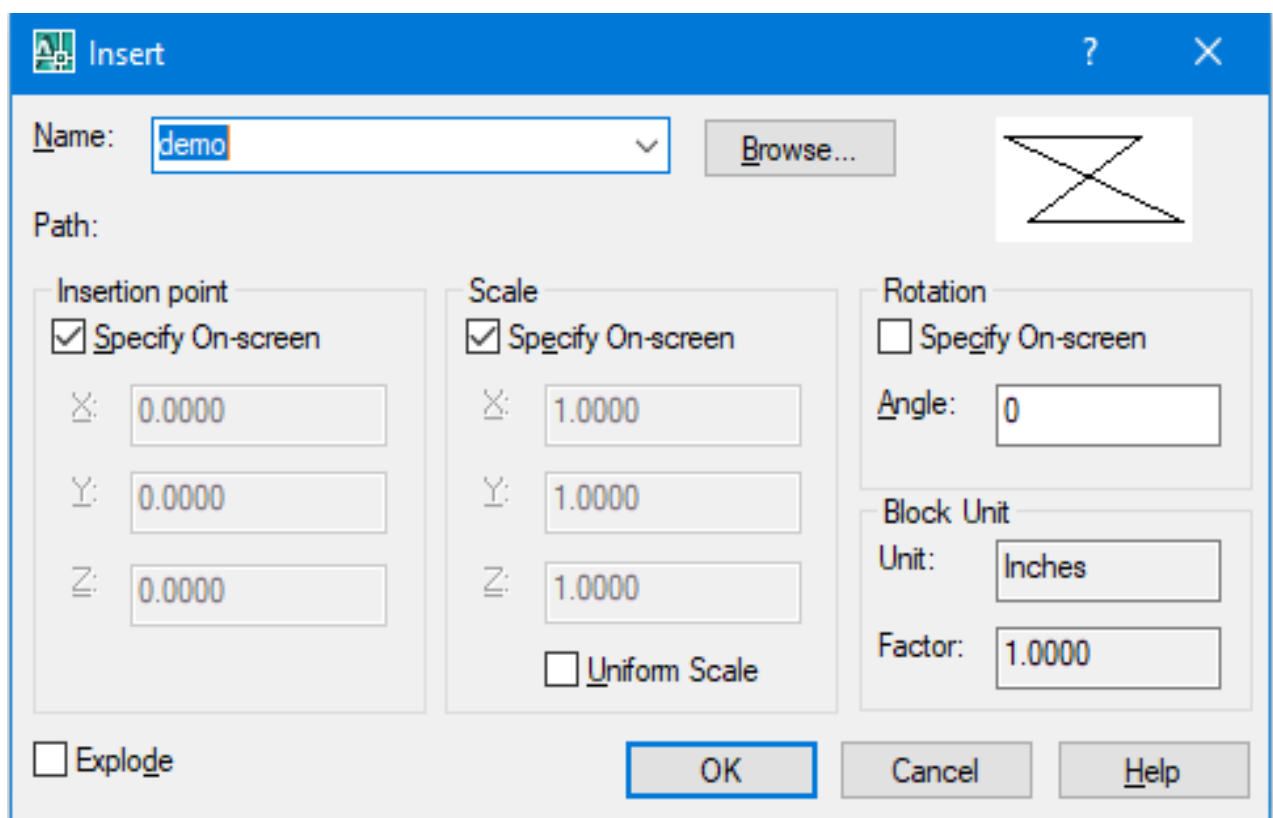 Insert ?
Name: demo Browse...
Path:
Insertion point Scale Rotation
Specify On-screen Specify On-screen Specify On-screen
X: 0.0000 X: 1.0000 Angle: 0
Y: 0.0000 Y: 1.0000 Block Unit
Z: 0.0000 Z: 1.0000 Unit: Inches
Uniform Scale Factor: 1.0000
Explode OK Cancel Help